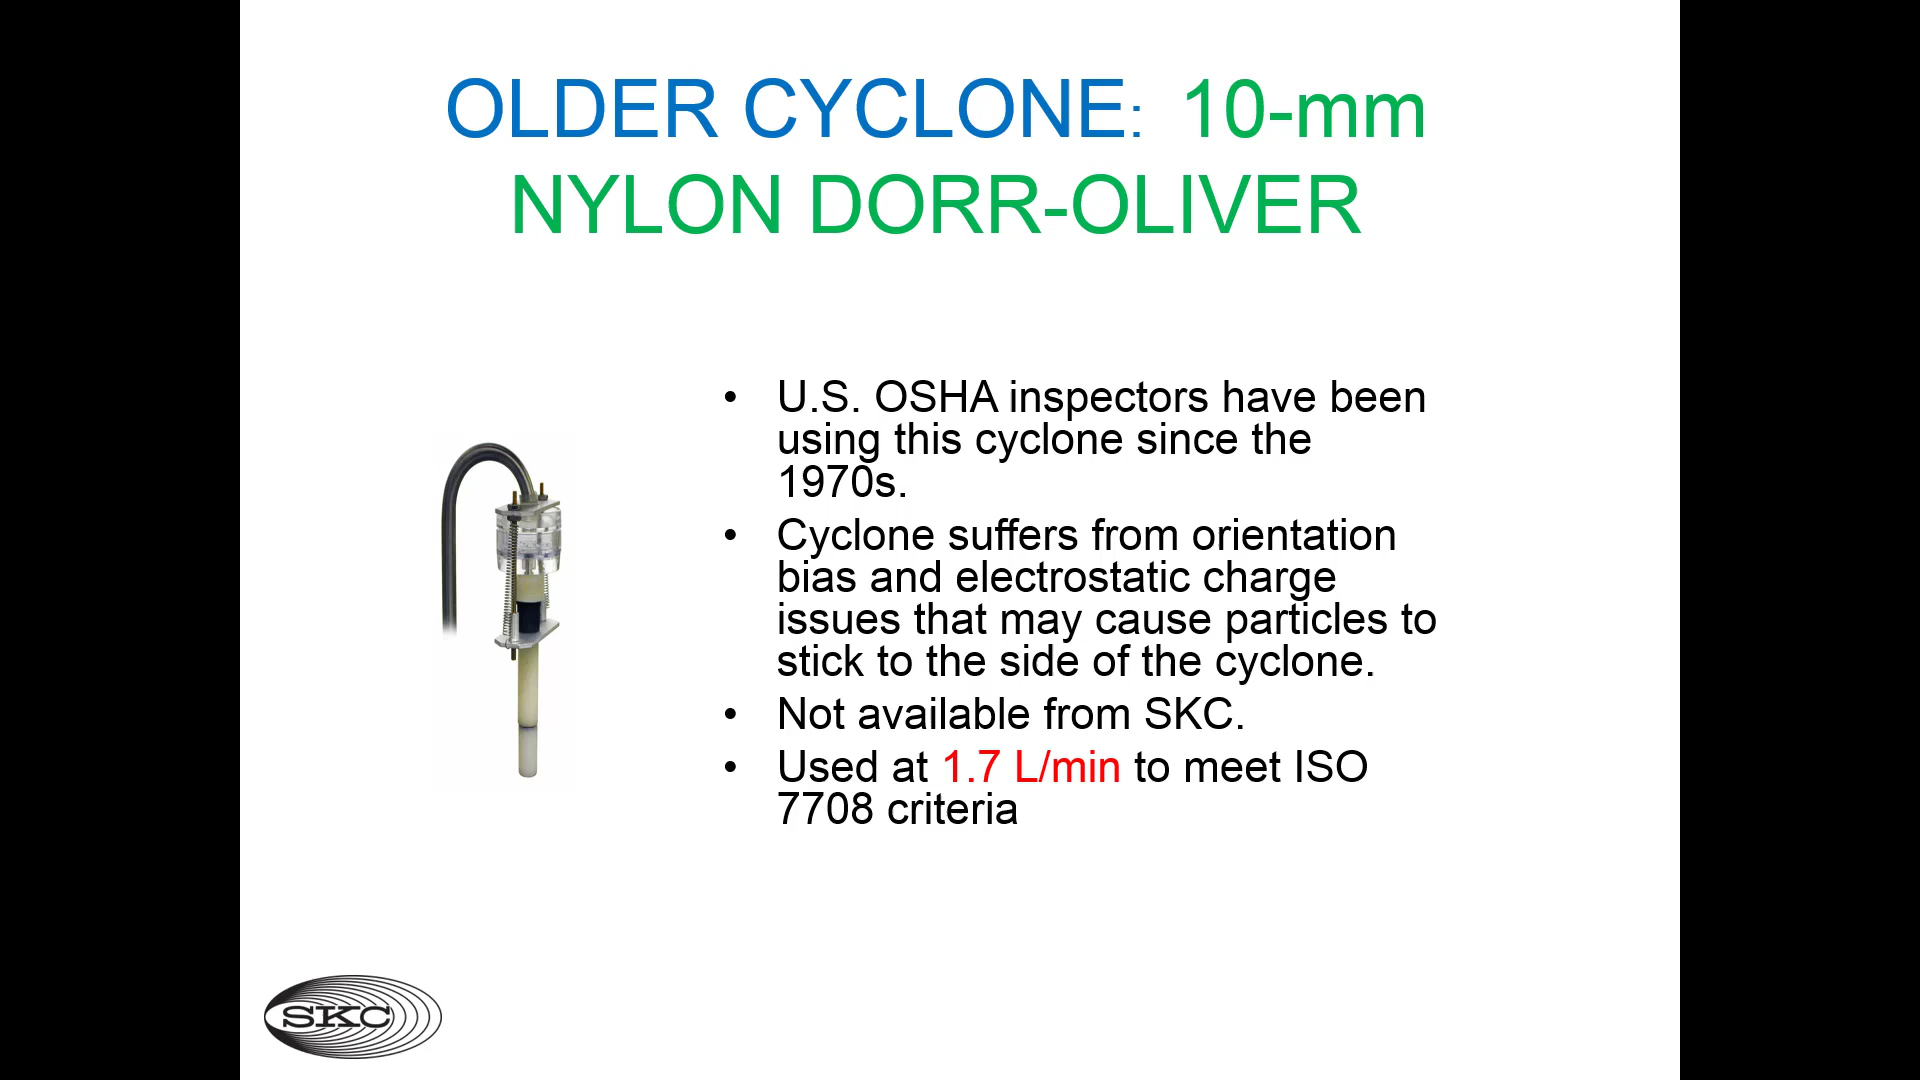 OLDER CYCLONE: 10-mm
NYLON DORR-OLIVER
• U.S. OSHA inspectors have been
using this cyclone since the
1970s.
• Cyclone suffers from orientation
bias and electrostatic charge
issues that may cause particles to
stick to the side of the cyclone.
• Not available from SKC.
• Used at 1.7 L/min to meet ISO
7708 criteria
SKC